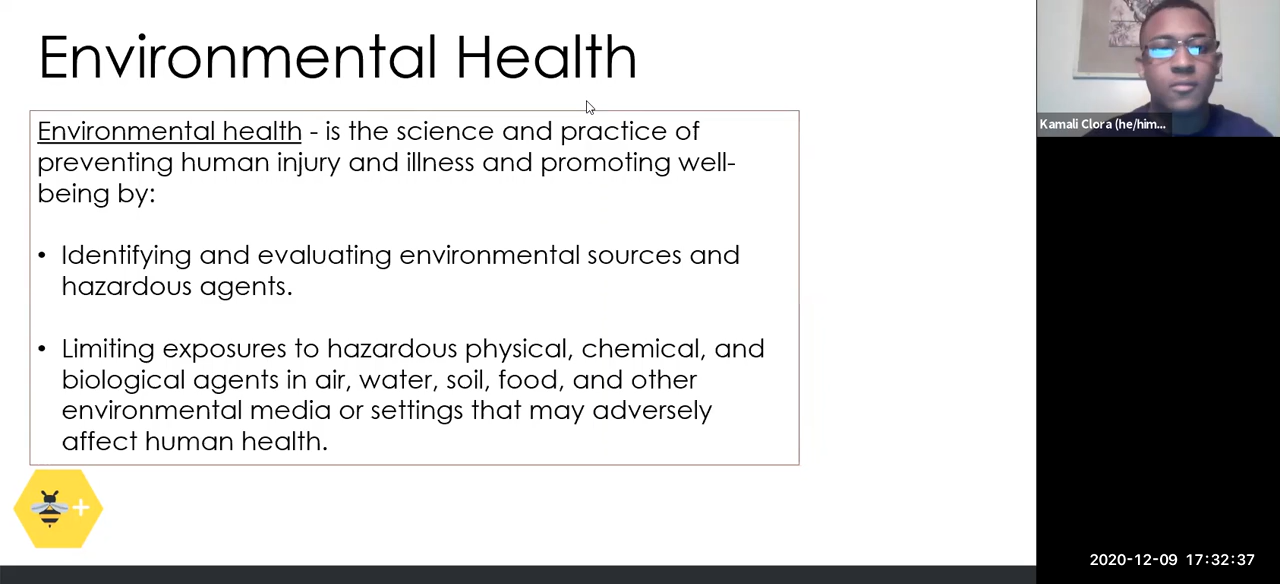 Environmental Health
Environmental health - is the science and practice of
preventing human injury and illness and promoting well-
being by:
• Identifying and evaluating environmental sources and
hazardous agents.
• Limiting exposures to hazardous physical, chemical, and
biological agents in air, water, soil, food, and other
environmental media or settings that may adversely
affect human health.
Kamali Clora (he/him...
2020-12-09 17:32:37